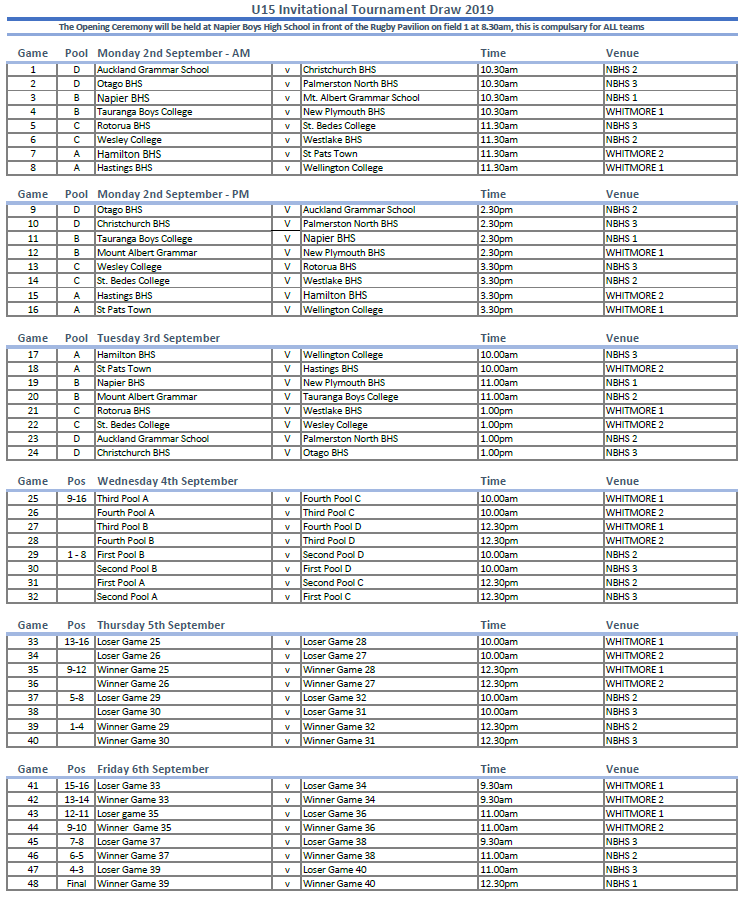 U15 Invitational Tournament Draw 2019
The Opening Ceremony will be held at Napier Boys High School in front of the Rugby Pavilion on field 1 at 8.30am, this is compulsary for ALL teams
Game Pool Monday 2nd September - AM Time Venue
1 D Auckland Grammar School v Christchurch BHS 10.30am NBHS 2
2 D Otago BHS v Palmerston North BHS 10.30am NBHS 3
3 B Napier BHS v Mt. Albert Grammar School 10.30am NBHS 1
4 B Tauranga Boys College v New Plymouth BHS 10.30am WHITMORE 1
5 C Rotorua BHS v St. Bedes College 11.30am NBHS 3
6 C Wesley College v Westlake BHS 11.30am NBHS 2
7 A Hamilton BHS v St Pats Town 11.30am WHITMORE 2
8 A Hastings BHS v Wellington College 11.30am WHITMORE 1
Game Pool Monday 2nd September - PM Time Venue
9 D Otago BHS V Auckland Grammar School 2.30pm NBHS 2
10 D Christchurch BHS V Palmerston North BHS 2.30pm NBHS 3
11 B Tauranga Boys College V Napier BHS 2.30pm NBHS 1
12 B Mount Albert Grammar V New Plymouth BHS 2.30pm WHITMORE 1
13 C Wesley College V Rotorua BHS 3.30pm NBHS 3
14 C St. Bedes College V Westlake BHS 3.30pm NBHS 2
15 A Hastings BHS V Hamilton BHS 3.30pm WHITMORE 2
16 A St Pats Town V Wellington College 3.30pm WHITMORE 1
Game Pool Tuesday 3rd September Time Venue
17 A Hamilton BHS V Wellington College 10.00am NBHS 3
18 A St Pats Town V Hastings BHS 10.00am WHITMORE 2
19 B Napier BHS V New Plymouth BHS 11.00am NBHS 1
20 B Mount Albert Grammar V Tauranga Boys College 11.00am NBHS 2
21 C Rotorua BHS V Westlake BHS 1.00pm WHITMORE 1
22 C St. Bedes College V Wesley College 1.00pm WHITMORE 2
23 D Auckland Grammar School V Palmerston North BHS 1.00pm NBHS 2
24 D Christchurch BHS V Otago BHS 1.00pm NBHS 3
Game Pos Wednesday 4th September Time Venue
25 9-16 Third Pool A v Fourth Pool C 10.00am WHITMORE 1
26 Fourth Pool A v Third Pool C 10.00am WHITMORE 2
27 Third Pool B v Fourth Pool D 12.30pm WHITMORE 1
28 Fourth Pool B v Third Pool D 12.30pm WHITMORE 2
29 1 - 8 First Pool B v Second Pool D 10.00am NBHS 2
30 Second Pool B v First Pool D 10.00am NBHS 3
31 First Pool A v Second Pool C 12.30pm NBHS 2
32 Second Pool A v First Pool C 12.30pm NBHS 3
Game Pos Thursday 5th September Time Venue
33 13-16 Loser Game 25 v Loser Game 28 10.00am WHITMORE 1
34 Loser Game 26 v Loser Game 27 10.00am WHITMORE 2
35 9-12 Winner Game 25 v Winner Game 28 12.30pm WHITMORE 1
36 Winner Game 26 v Winner Game 27 12.30pm WHITMORE 2
37 5-8 Loser Game 29 v Loser Game 32 10.00am NBHS 2
38 Loser Game 30 v Loser Game 31 10.00am NBHS 3
39 1-4 Winner Game 29 v Winner Game 32 12.30pm NBHS 2
40 Winner Game 30 v Winner Game 31 12.30pm NBHS 3
Game Pos Friday 6th September Time Venue
41 15-16 Loser Game 33 v Loser Game 34 9.30am WHITMORE 1
42 13-14 Winner Game 33 v Winner Game 34 9.30am WHITMORE 2
43 12-11 Loser game 35 v Loser Game 36 11.00am WHITMORE 1
44 9-10 Winner Game 35 v Winner Game 36 11.00am WHITMORE 2
45 7-8 Loser Game 37 v Loser Game 38 9.30am NBHS 3
46 6-5 Winner Game 37 v Winner Game 38 11.00am NBHS 2
47 4-3 Loser Game 39 v Loser Game 40 11.00am NBHS 3
48 Final Winner Game 39 v Winner Game 40 12.30pm NBHS 1